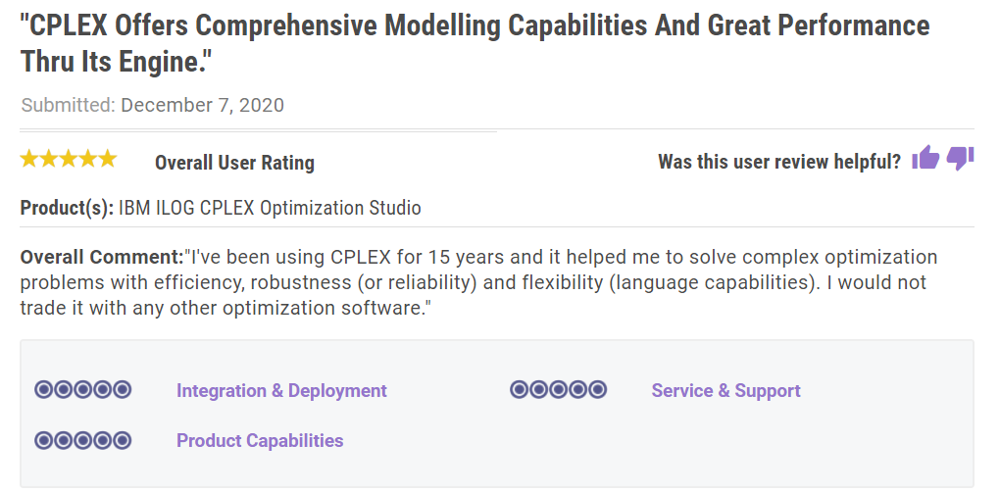 "CPLEX Offers Comprehensive Modelling Capabilities And Great Performance
Thru Its Engine."
Submitted: December 7, 2020
Overall User Rating
Was this user review helpful?
Product(s): IBM ILOG CPLEX Optimization Studio
Overall Comment:"I've been using CPLEX for 15 years and it helped me to solve complex optimization
problems with efficiency, robustness (or reliability) and flexibility (language capabilities). I would not
trade it with any other optimization software."
Integration & Deployment
Service & Support
Product Capabilities